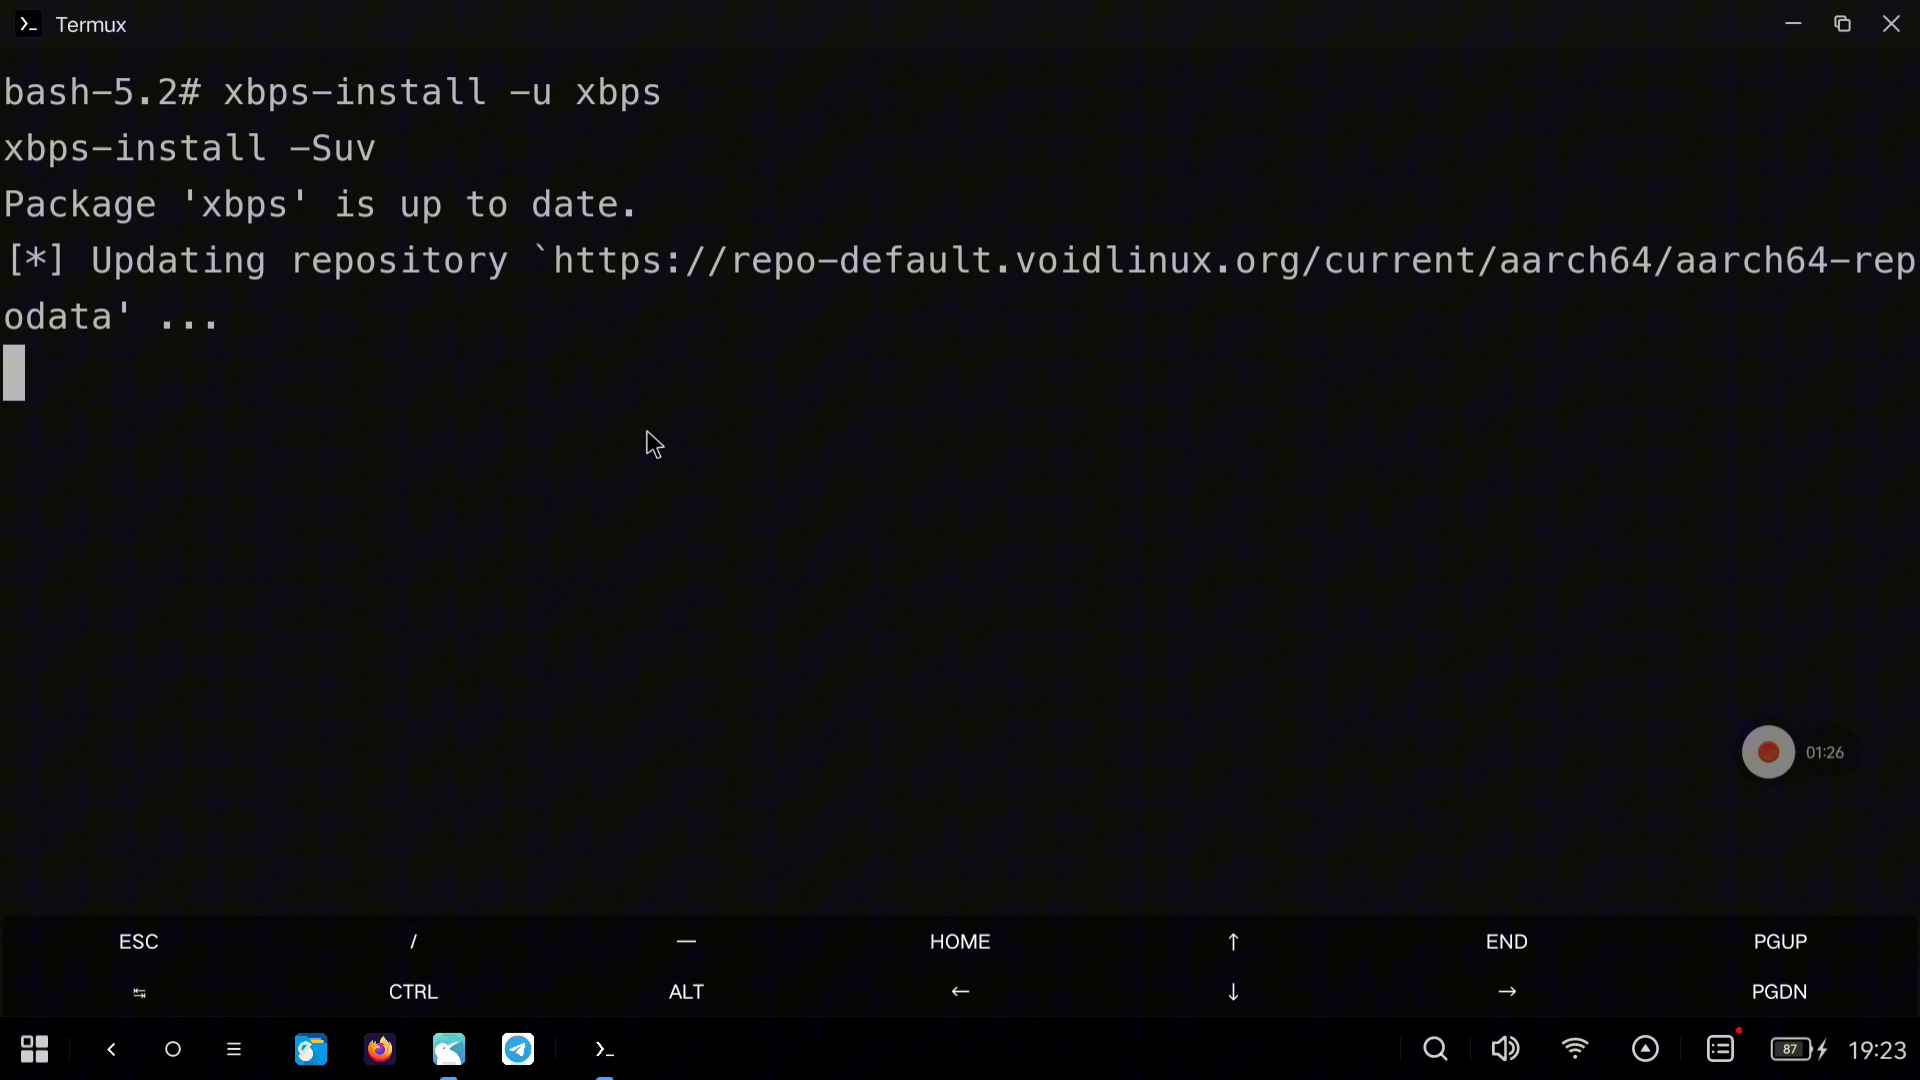 Termux
bash-5.2# xbps-install -u xbps
xbps-install -Suv
Package 'xbps' is up to date.
[*] Updating repository `https://repo-default.voidlinux.org/current/aarch64/aarch64-rep
odata' ...
01:26
ESC / — HOME ↑ END PGUP
↹ CTRL ALT ← ↓ → PGDN
87 19:23